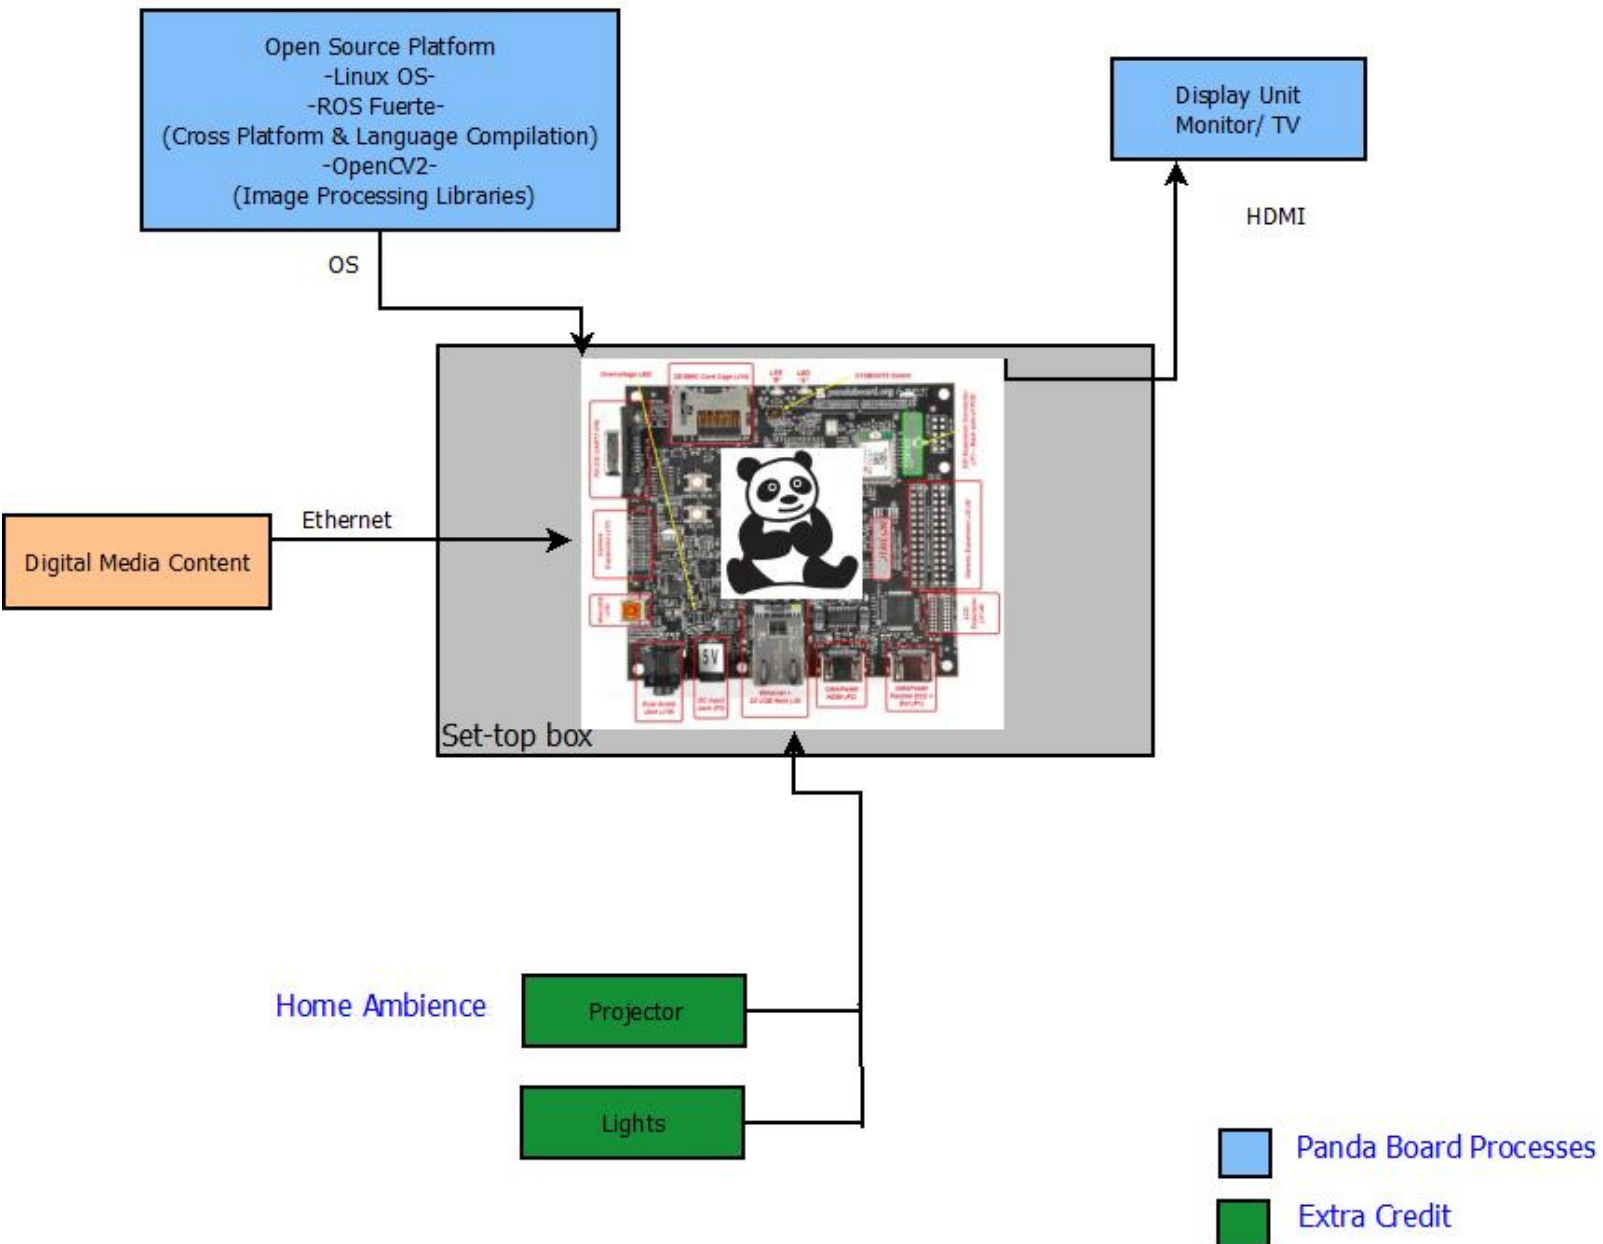 Open Source Platform
-Linux OS-
-ROS Fuerte-
(Cross Platform & Language Compilation)
-OpenCV2-
(Image Processing Libraries)
Display Unit
Monitor/ TV
HDMI
OS
Ethernet
Digital Media Content
5V
Set-top box
Home Ambience
Projector
Lights
Panda Board Processes
Extra Credit